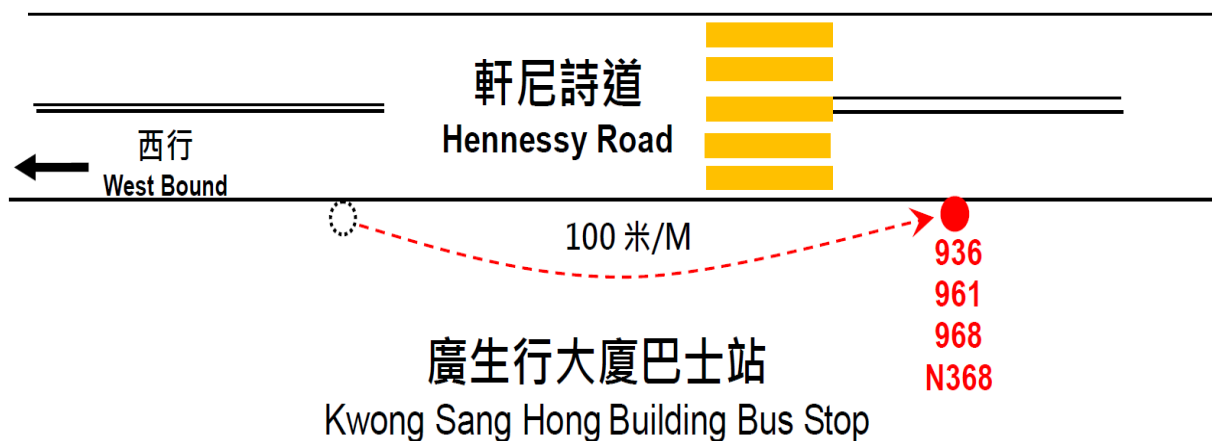 軒尼詩道
Hennessy Road
西行
West Bound
100 米/M
936
961
968
N368
廣生行大廈巴士站
Kwong Sang Hong Building Bus Stop